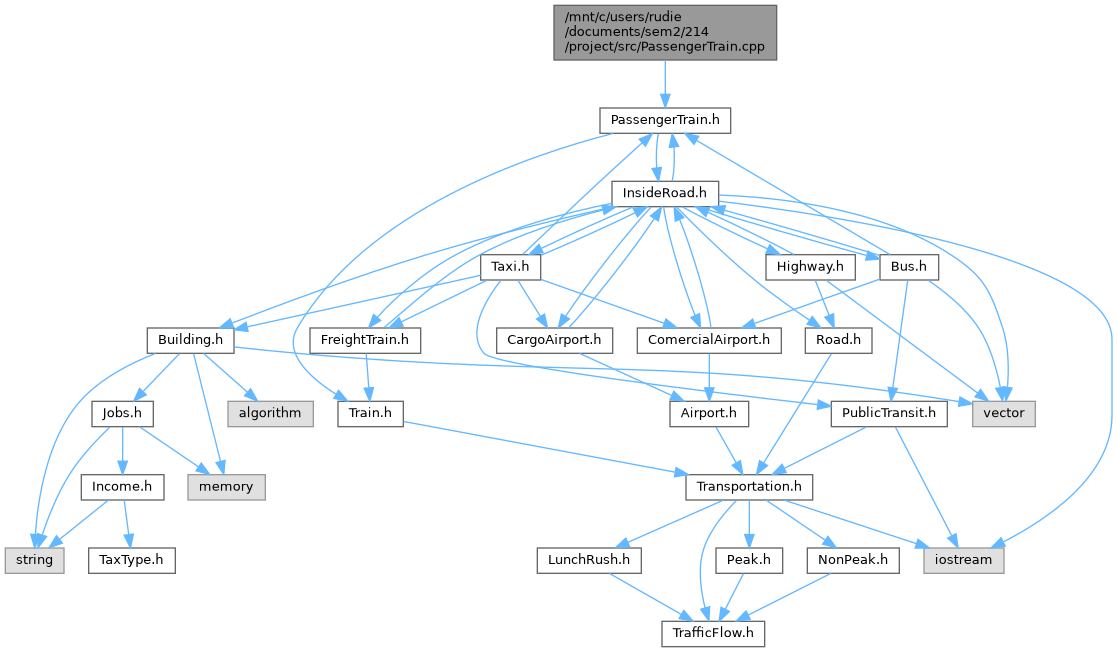 /mnt/c/users/rudie
/documents/sem2/214
/project/src/PassengerTrain.cpp
PassengerTrain.h
InsideRoad.h
Taxi.h
Highway.h
Bus.h
Building.h
FreightTrain.h
CargoAirport.h
ComercialAirport.h
Road.h
Jobs.h
algorithm
Train.h
Airport.h
PublicTransit.h
vector
Income.h
memory
Transportation.h
string
TaxType.h
LunchRush.h
Peak.h
NonPeak.h
iostream
TrafficFlow.h